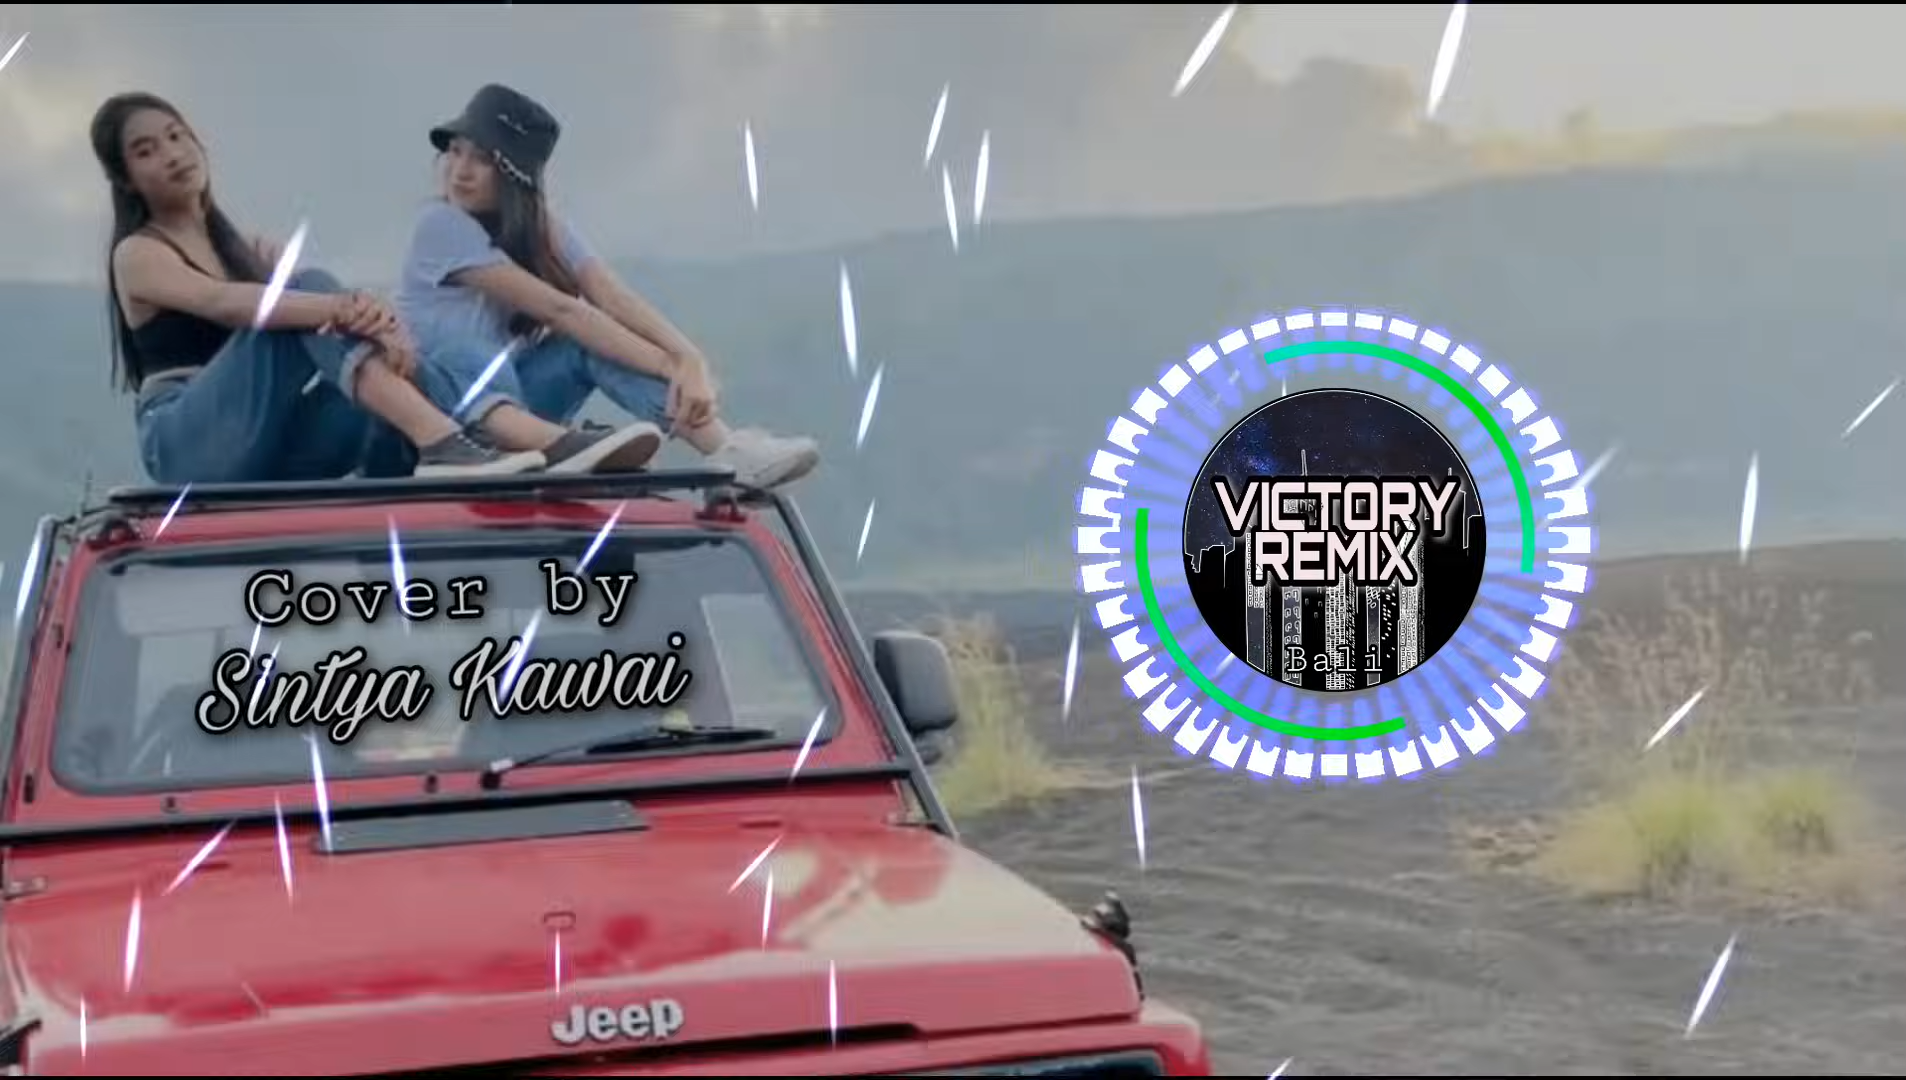 Cover by
Sintya Kawai
VICTORY
REMIX
Bali
Jeep